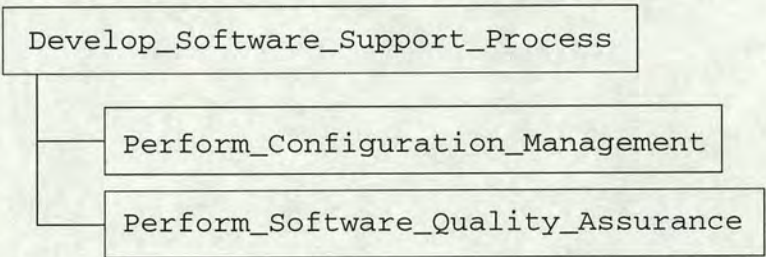 Develop_Software_Support_Process
Perform_Configuration_Management
Perform_Software_Quality_Assurance